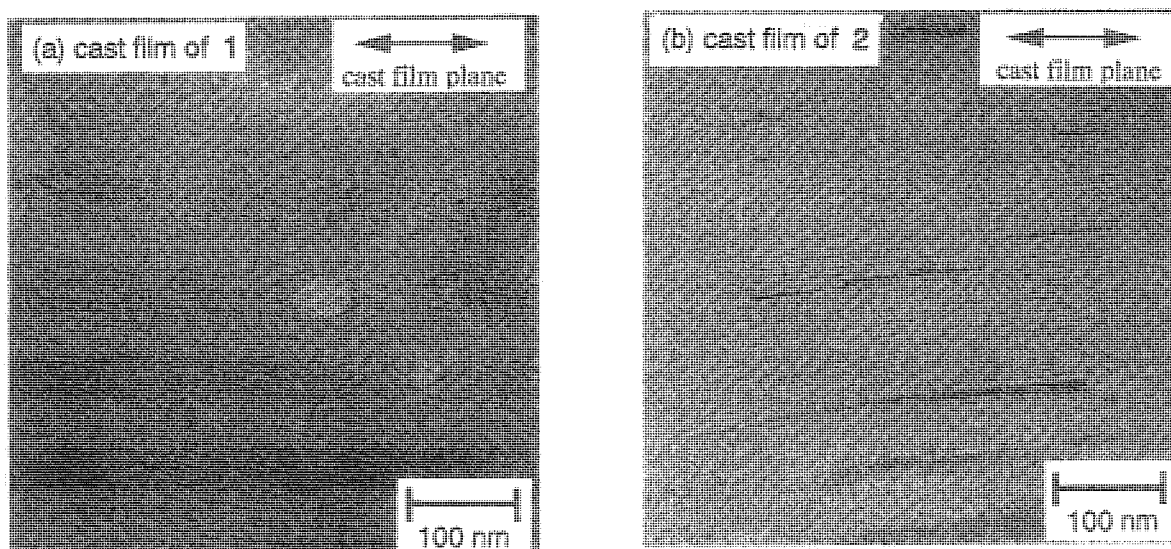 (a) cast film of 1
cast film plane
100 nm
(b) cast film of 2
cast film plane
100 nm